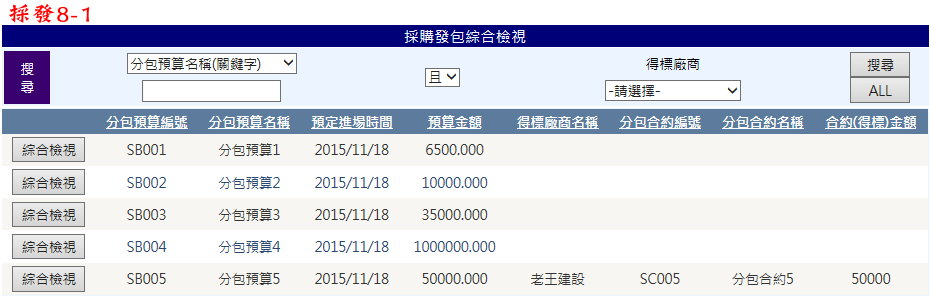 採發8-1
採購發包綜合檢視
搜尋 分包預算名稱(關鍵字) 且 得標廠商 -請選擇- 搜尋 ALL
分包預算編號 分包預算名稱 預定進場時間 預算金額 得標廠商名稱 分包合約編號 分包合約名稱 合約(得標)金額
綜合檢視 SB001 分包預算1 2015/11/18 6500.000
綜合檢視 SB002 分包預算2 2015/11/18 10000.000
綜合檢視 SB003 分包預算3 2015/11/18 35000.000
綜合檢視 SB004 分包預算4 2015/11/18 1000000.000
綜合檢視 SB005 分包預算5 2015/11/18 50000.000 老王建設 SC005 分包合約5 50000